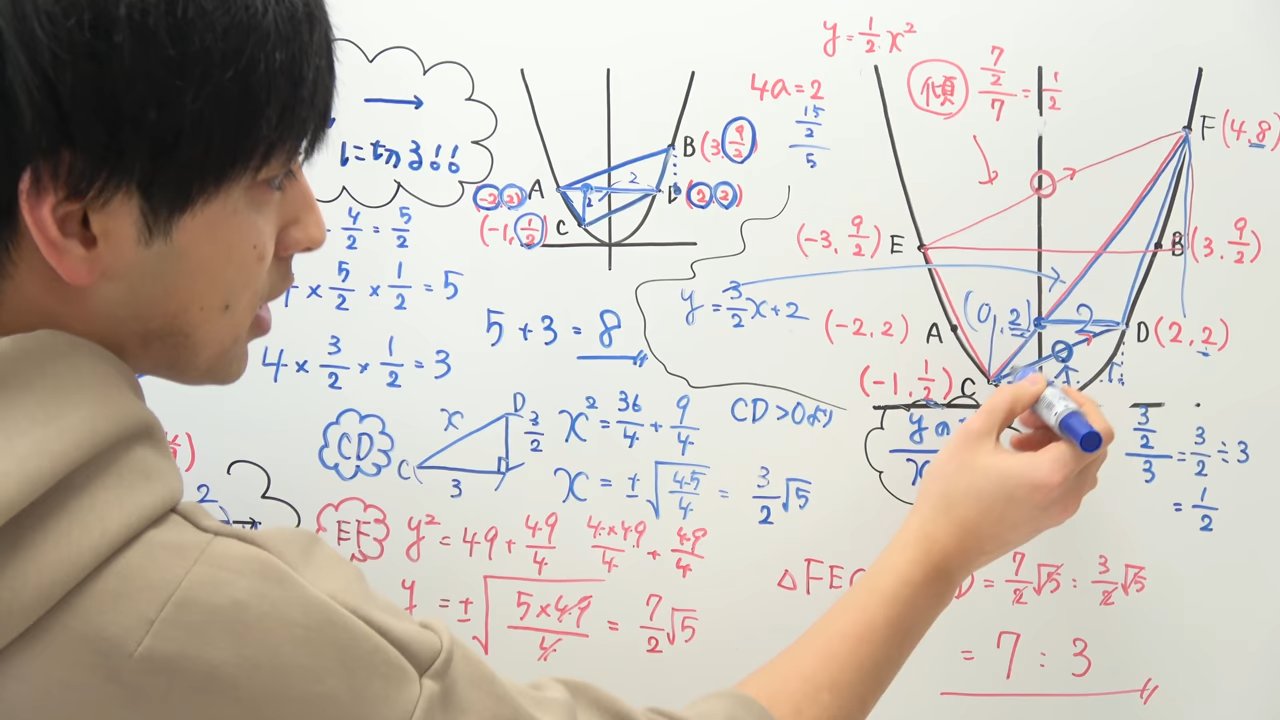 にする!!
4/2 = 5/2
× 5/2 × 1/2 = 5
4 × 3/2 × 1/2 = 3
5 + 3 = 8
A
(-2, 2)
C
(-1, 1/2)
B(3, 9/2)
D(2, 2)
2
4a = 2
15/2
5
y = 1/2 x²
傾
7/2 / 7 = 1/2
F(4, 8)
(-3, 9/2)
E
B(3, 9/2)
y = 3/2 x + 2
(0, 2)
2
(-2, 2)
A
D(2, 2)
(-1, 1/2)
C
3/2 / 3 = 3/2 ÷ 3
= 1/2
CD
x
D
3/2
C
3
x² = 36/4 + 9/4
CD > 0より
x = ±√45/4 = 3/2 √5
2
EF
y² = 49 + 49/4
4×49/4 + 49/4
y = ±√5×49/4 = 7/2 √5
△FEC
D = 7/2 √5 : 3/2 √5
= 7 : 3